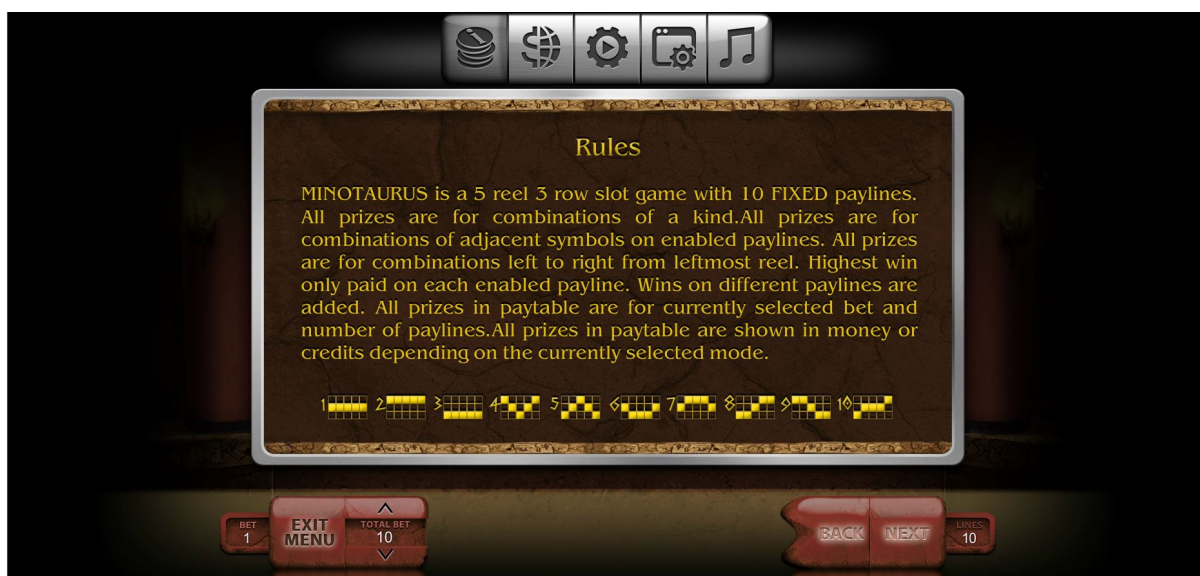 Rules
MINOTAURUS is a 5 reel 3 row slot game with 10 FIXED paylines.
All prizes are for combinations of a kind.All prizes are for
combinations of adjacent symbols on enabled paylines. All prizes
are for combinations left to right from leftmost reel. Highest win
only paid on each enabled payline. Wins on different paylines are
added. All prizes in paytable are for currently selected bet and
number of paylines.All prizes in paytable are shown in money or
credits depending on the currently selected mode.
1 2 3 4 5 6 7 8 9 10
BET
1
EXIT
MENU
TOTAL BET
10
BACK
NEXT
LINES
10